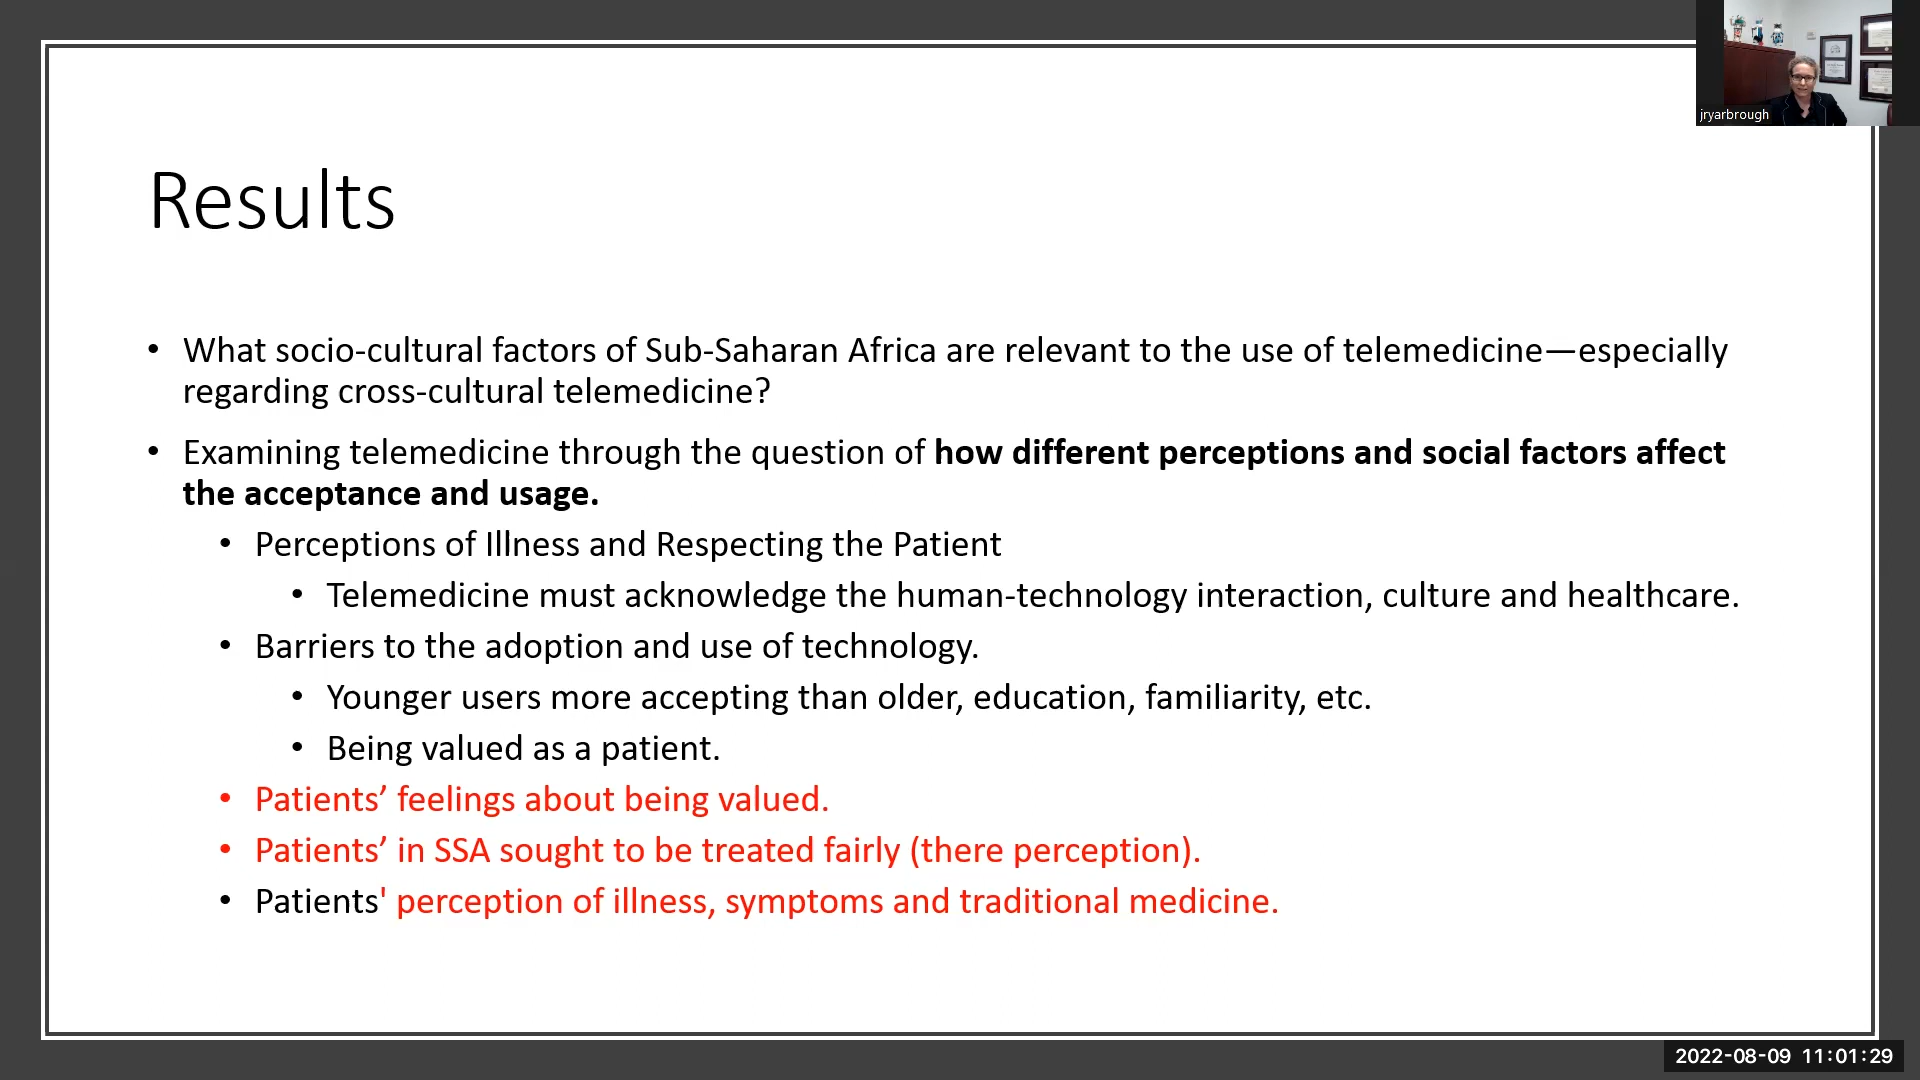 jryarbrough
Results
• What socio-cultural factors of Sub-Saharan Africa are relevant to the use of telemedicine—especially
regarding cross-cultural telemedicine?
• Examining telemedicine through the question of how different perceptions and social factors affect
the acceptance and usage.
• Perceptions of Illness and Respecting the Patient
• Telemedicine must acknowledge the human-technology interaction, culture and healthcare.
• Barriers to the adoption and use of technology.
• Younger users more accepting than older, education, familiarity, etc.
• Being valued as a patient.
• Patients’ feelings about being valued.
• Patients’ in SSA sought to be treated fairly (there perception).
• Patients' perception of illness, symptoms and traditional medicine.
2022-08-09 11:01:29